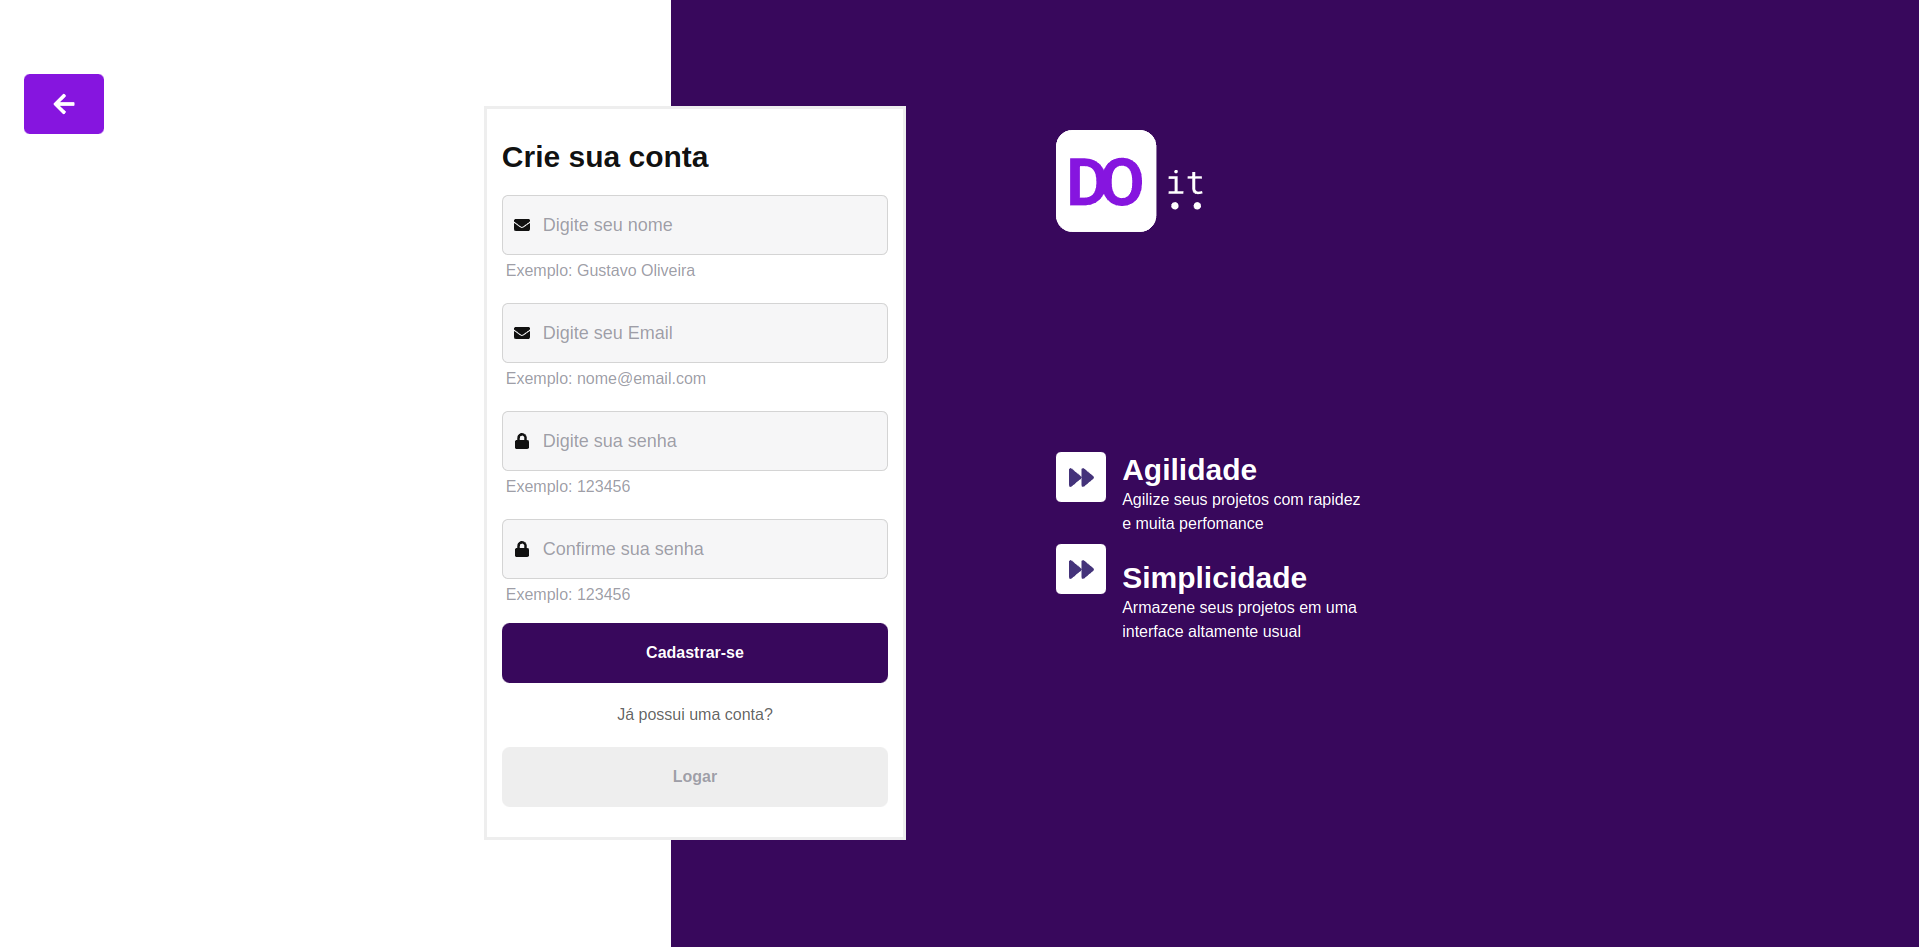 Crie sua conta
Digite seu nome
Exemplo: Gustavo Oliveira
Digite seu Email
Exemplo: nome@email.com
Digite sua senha
Exemplo: 123456
Confirme sua senha
Exemplo: 123456
Cadastrar-se
Já possui uma conta?
Logar
DO it
Agilidade
Agilize seus projetos com rapidez
e muita perfomance
Simplicidade
Armazene seus projetos em uma
interface altamente usual